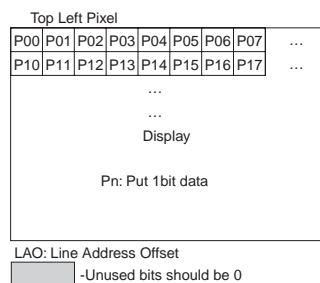 Top Left Pixel
P00 P01 P02 P03 P04 P05 P06 P07 …
P10 P11 P12 P13 P14 P15 P16 P17 …
…
…
Display
Pn: Put 1bit data
LAO: Line Address Offset
-Unused bits should be 0